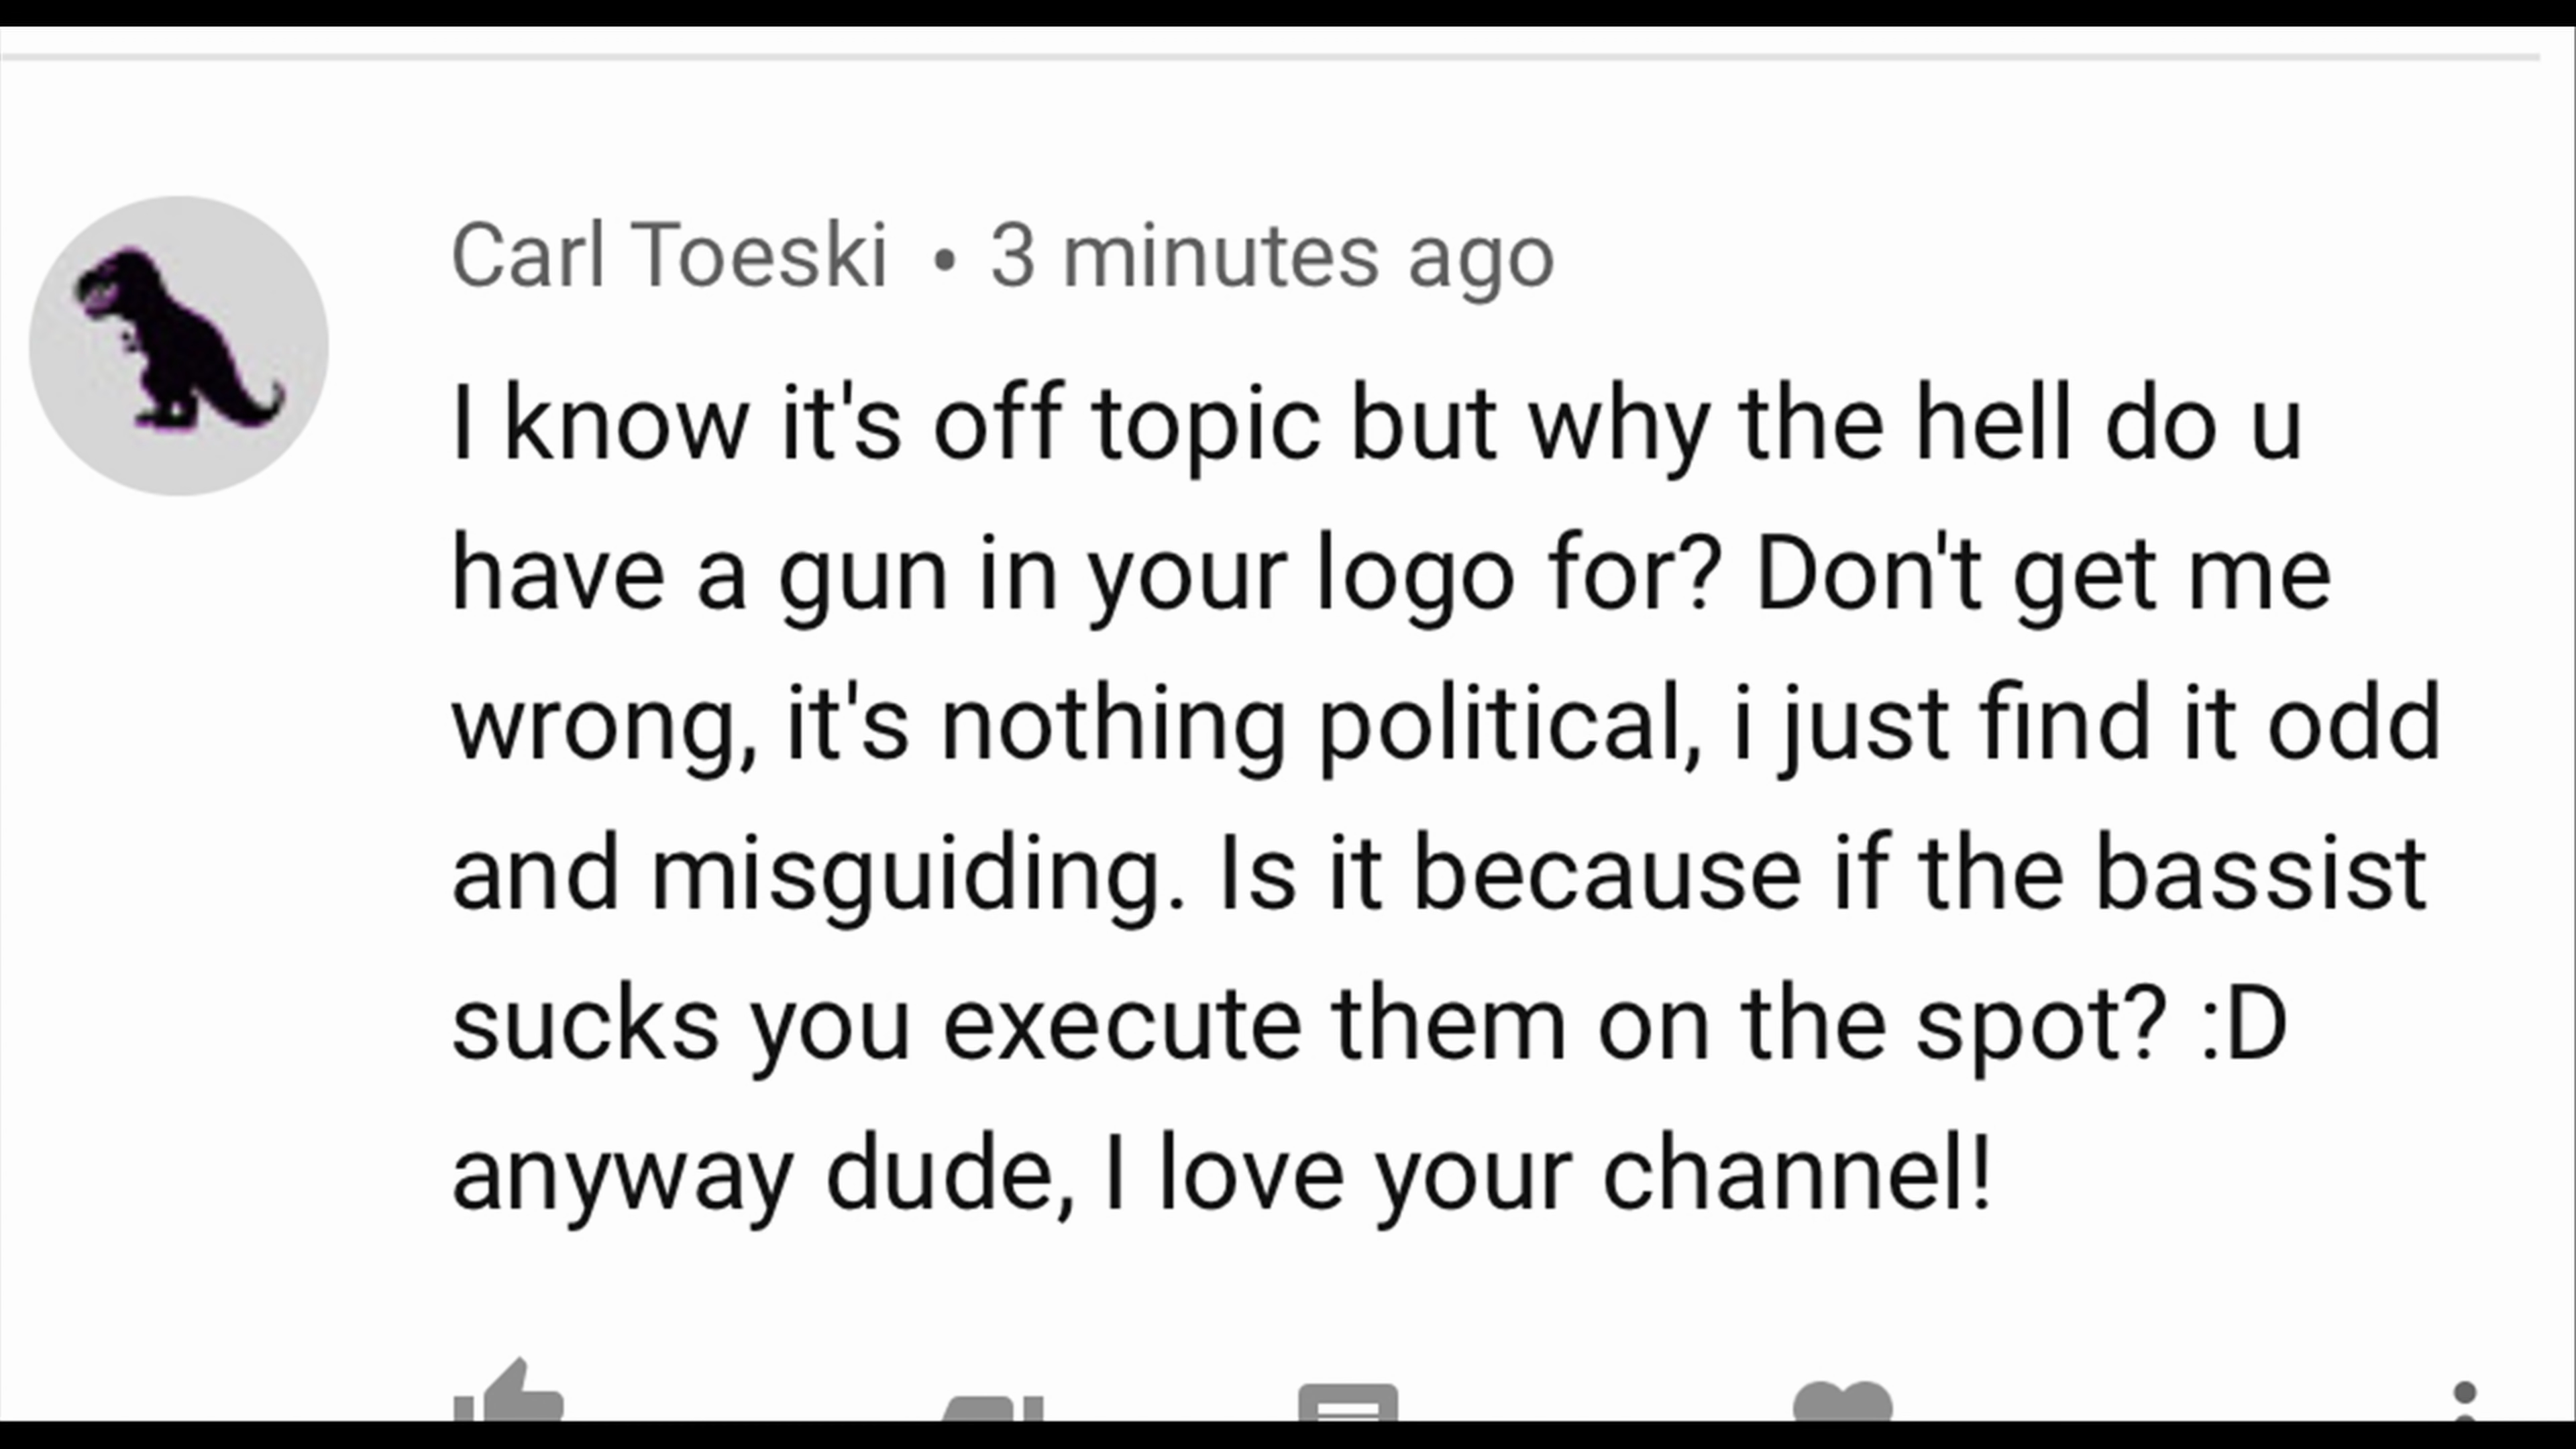 Carl Toeski • 3 minutes ago
I know it's off topic but why the hell do u
have a gun in your logo for? Don't get me
wrong, it's nothing political, i just find it odd
and misguiding. Is it because if the bassist
sucks you execute them on the spot? :D
anyway dude, I love your channel!